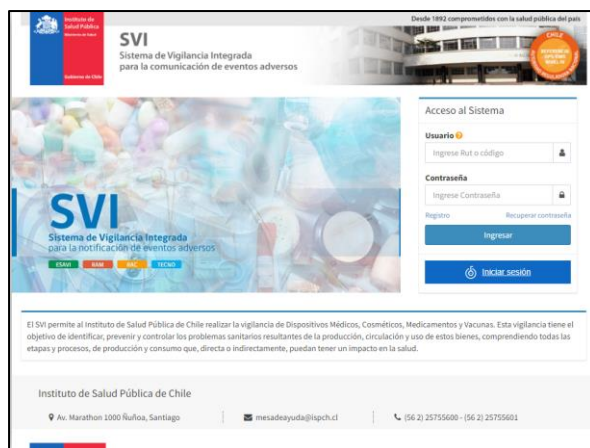 Instituto de
Salud Pública
Ministerio de Salud
Gobierno de Chile
SVI
Sistema de Vigilancia Integrada
para la comunicación de eventos adversos
Desde 1892 comprometidos con la salud pública del país
CHILE
SVI
Sistema de Vigilancia Integrada
para la notificación de eventos adversos
ESAVI RAM RAC TECNO
Acceso al Sistema
Usuario
Ingrese Rut o código
Contraseña
Ingrese Contraseña
Registro Recuperar contraseña
Ingresar
Iniciar sesión
El SVI permite al Instituto de Salud Pública de Chile realizar la vigilancia de Dispositivos Médicos, Cosméticos, Medicamentos y Vacunas. Esta vigilancia tiene el
objetivo de identificar, prevenir y controlar los problemas sanitarios resultantes de la producción, circulación y uso de estos bienes, comprendiendo todas las
etapas y procesos, de producción y consumo que, directa o indirectamente, puedan tener un impacto en la salud.
Instituto de Salud Pública de Chile
Av. Marathon 1000 Ñuñoa, Santiago
mesadeayuda@ispch.cl
(56 2) 25755600 - (56 2) 25755601